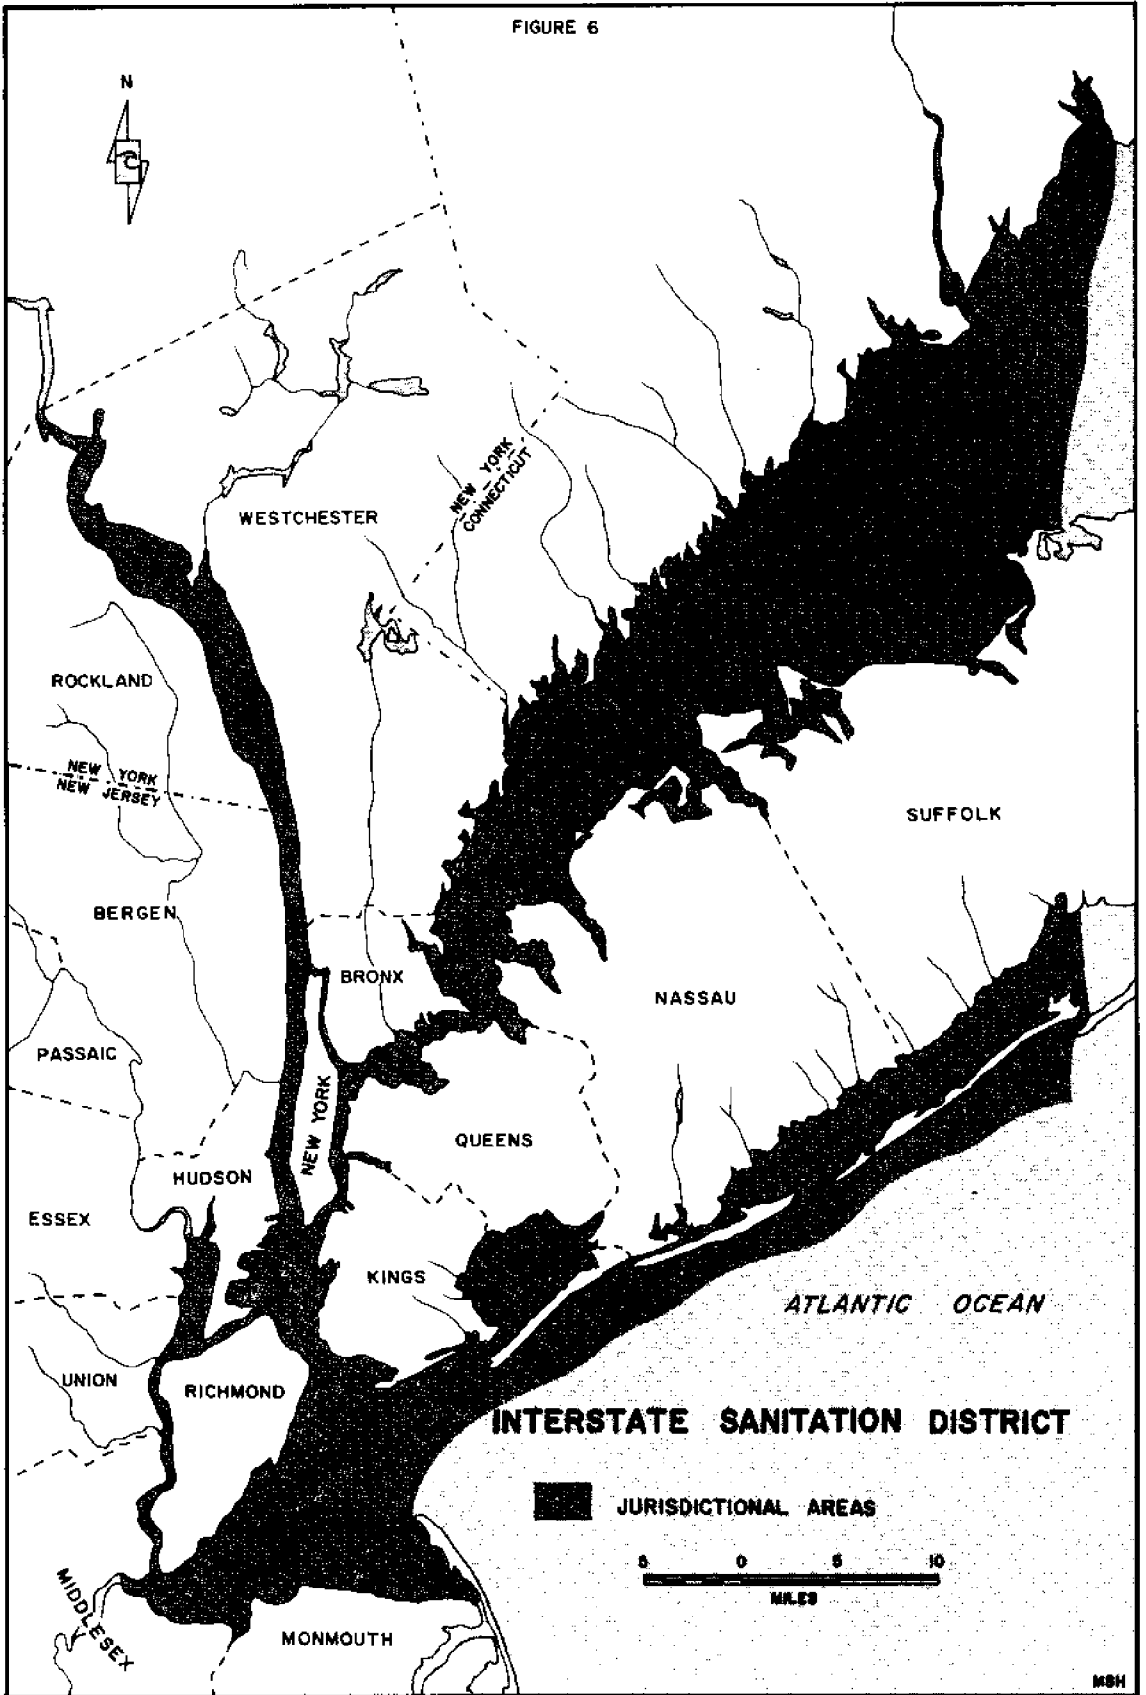 FIGURE 6
N
WESTCHESTER
NEW YORK
CONNECTICUT
ROCKLAND
NEW YORK
NEW JERSEY
SUFFOLK
BERGEN
BRONX
NASSAU
PASSAIC
NEW YORK
QUEENS
HUDSON
ESSEX
KINGS
ATLANTIC OCEAN
UNION
RICHMOND
INTERSTATE SANITATION DISTRICT
JURISDICTIONAL AREAS
5 0 5 10
MILES
MIDDLESEX
MONMOUTH
MSH